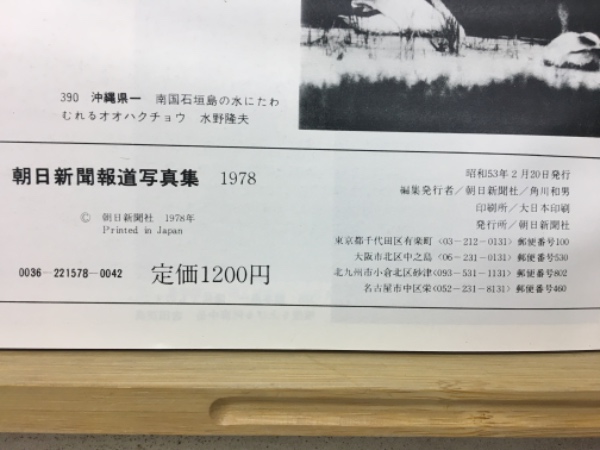 390 沖縄県一 南国石垣島の水にたわ
むれるオオハクチョウ 水野隆夫
朝日新聞報道写真集 1978
© 朝日新聞社 1978年
Printed in Japan
0036-221578-0042 定価1200円
昭和53年2月20日発行
編集発行者/朝日新聞社/角川和男
印刷所/大日本印刷
発行所/朝日新聞社
東京都千代田区有楽町〈03-212-0131〉郵便番号100
大阪市北区中之島〈06-231-0131〉郵便番号530
北九州市小倉北区砂津〈093-531-1131〉郵便番号802
名古屋市中区栄〈052-231-8131〉郵便番号460